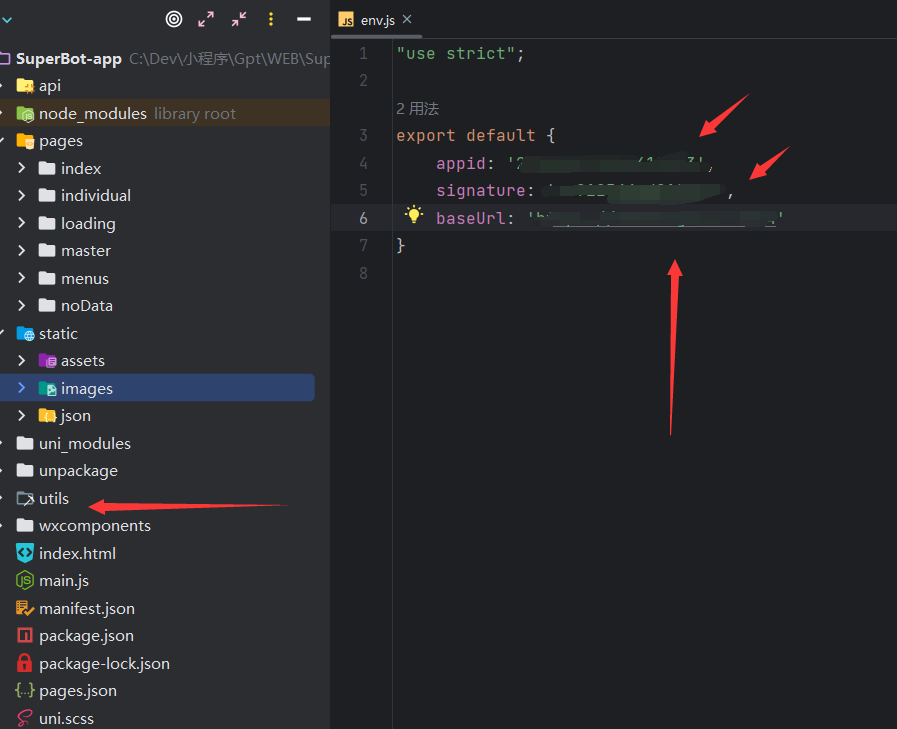 SuperBot-app C:\Dev\小程序\Gpt\WEB\Sup
api
node_modules library root
pages
index
individual
loading
master
menus
noData
static
assets
images
json
uni_modules
unpackage
utils
wxcomponents
index.html
main.js
manifest.json
package.json
package-lock.json
pages.json
uni.scss
env.js
1 "use strict";
2
2 用法
3 export default {
4 appid: '
5 signature:
6 baseUrl: '
7 }
8